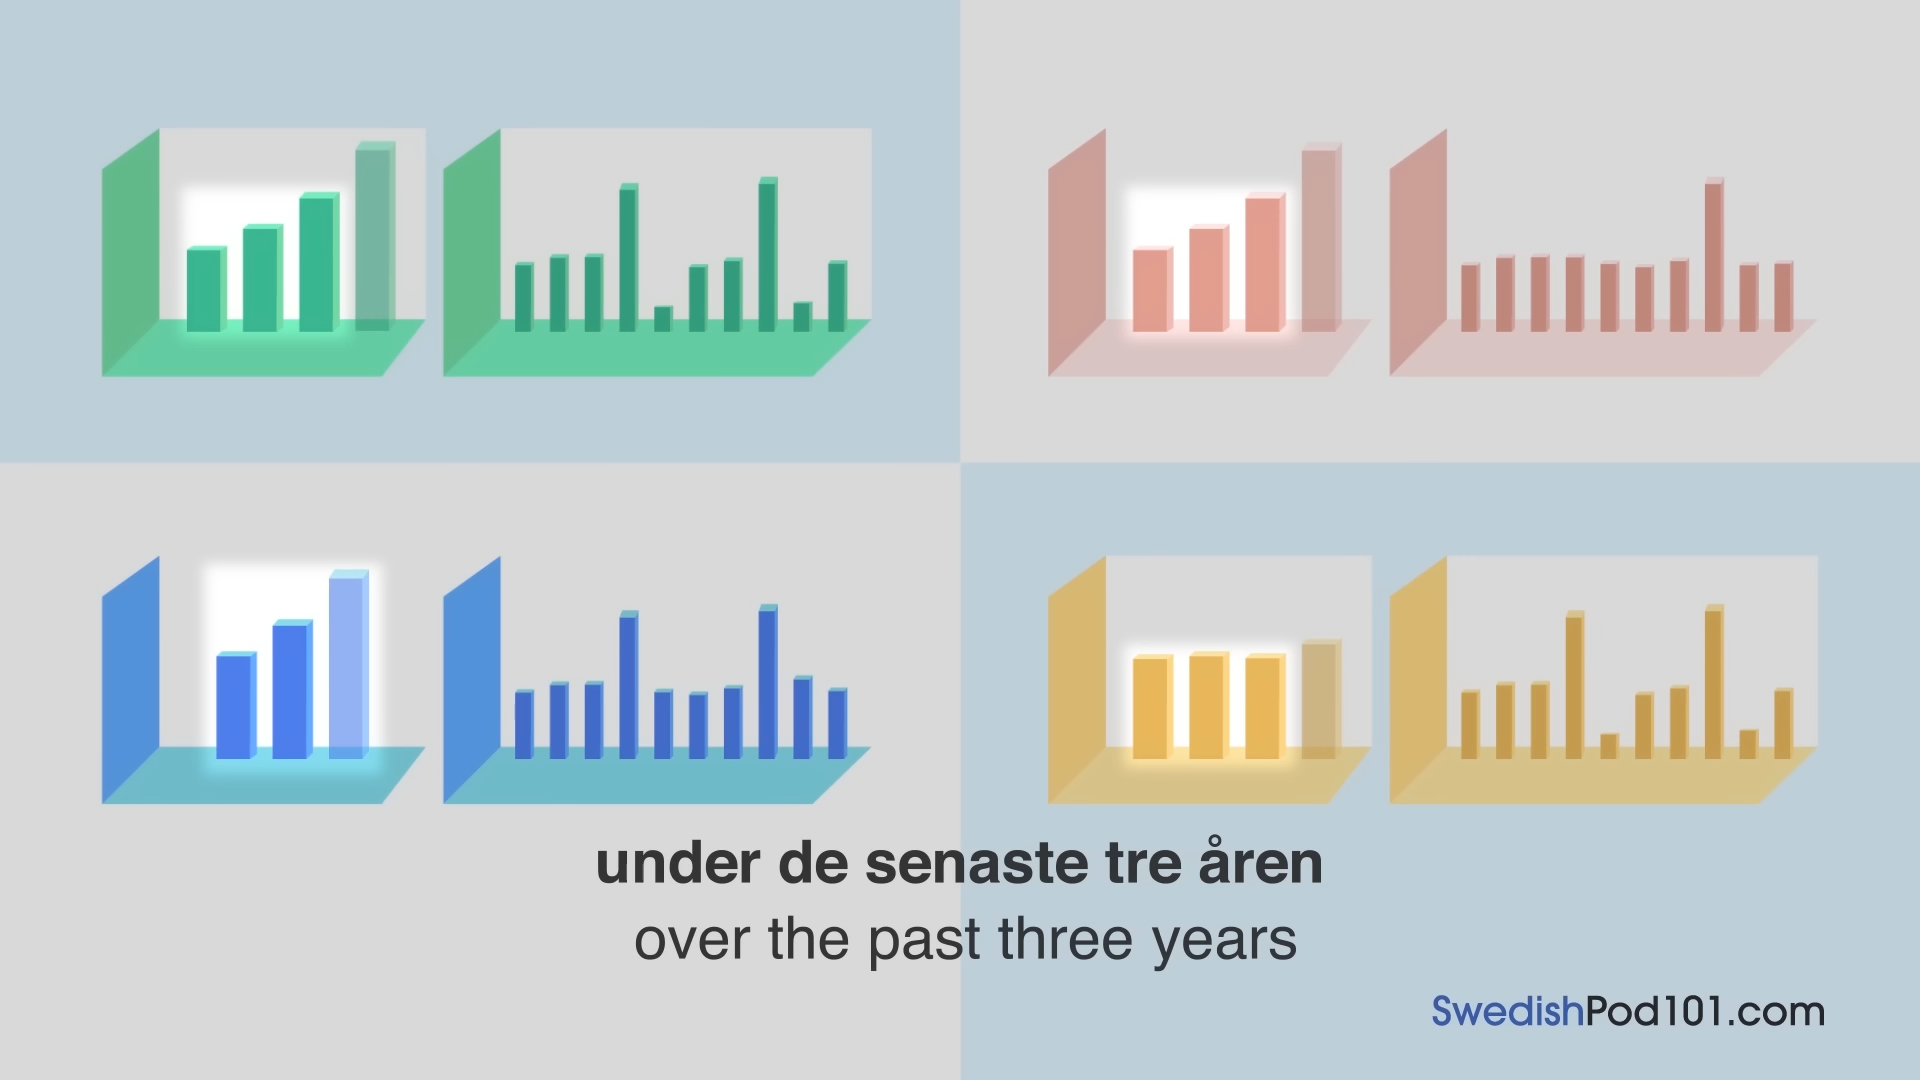 under de senaste tre åren
over the past three years
SwedishPod101.com